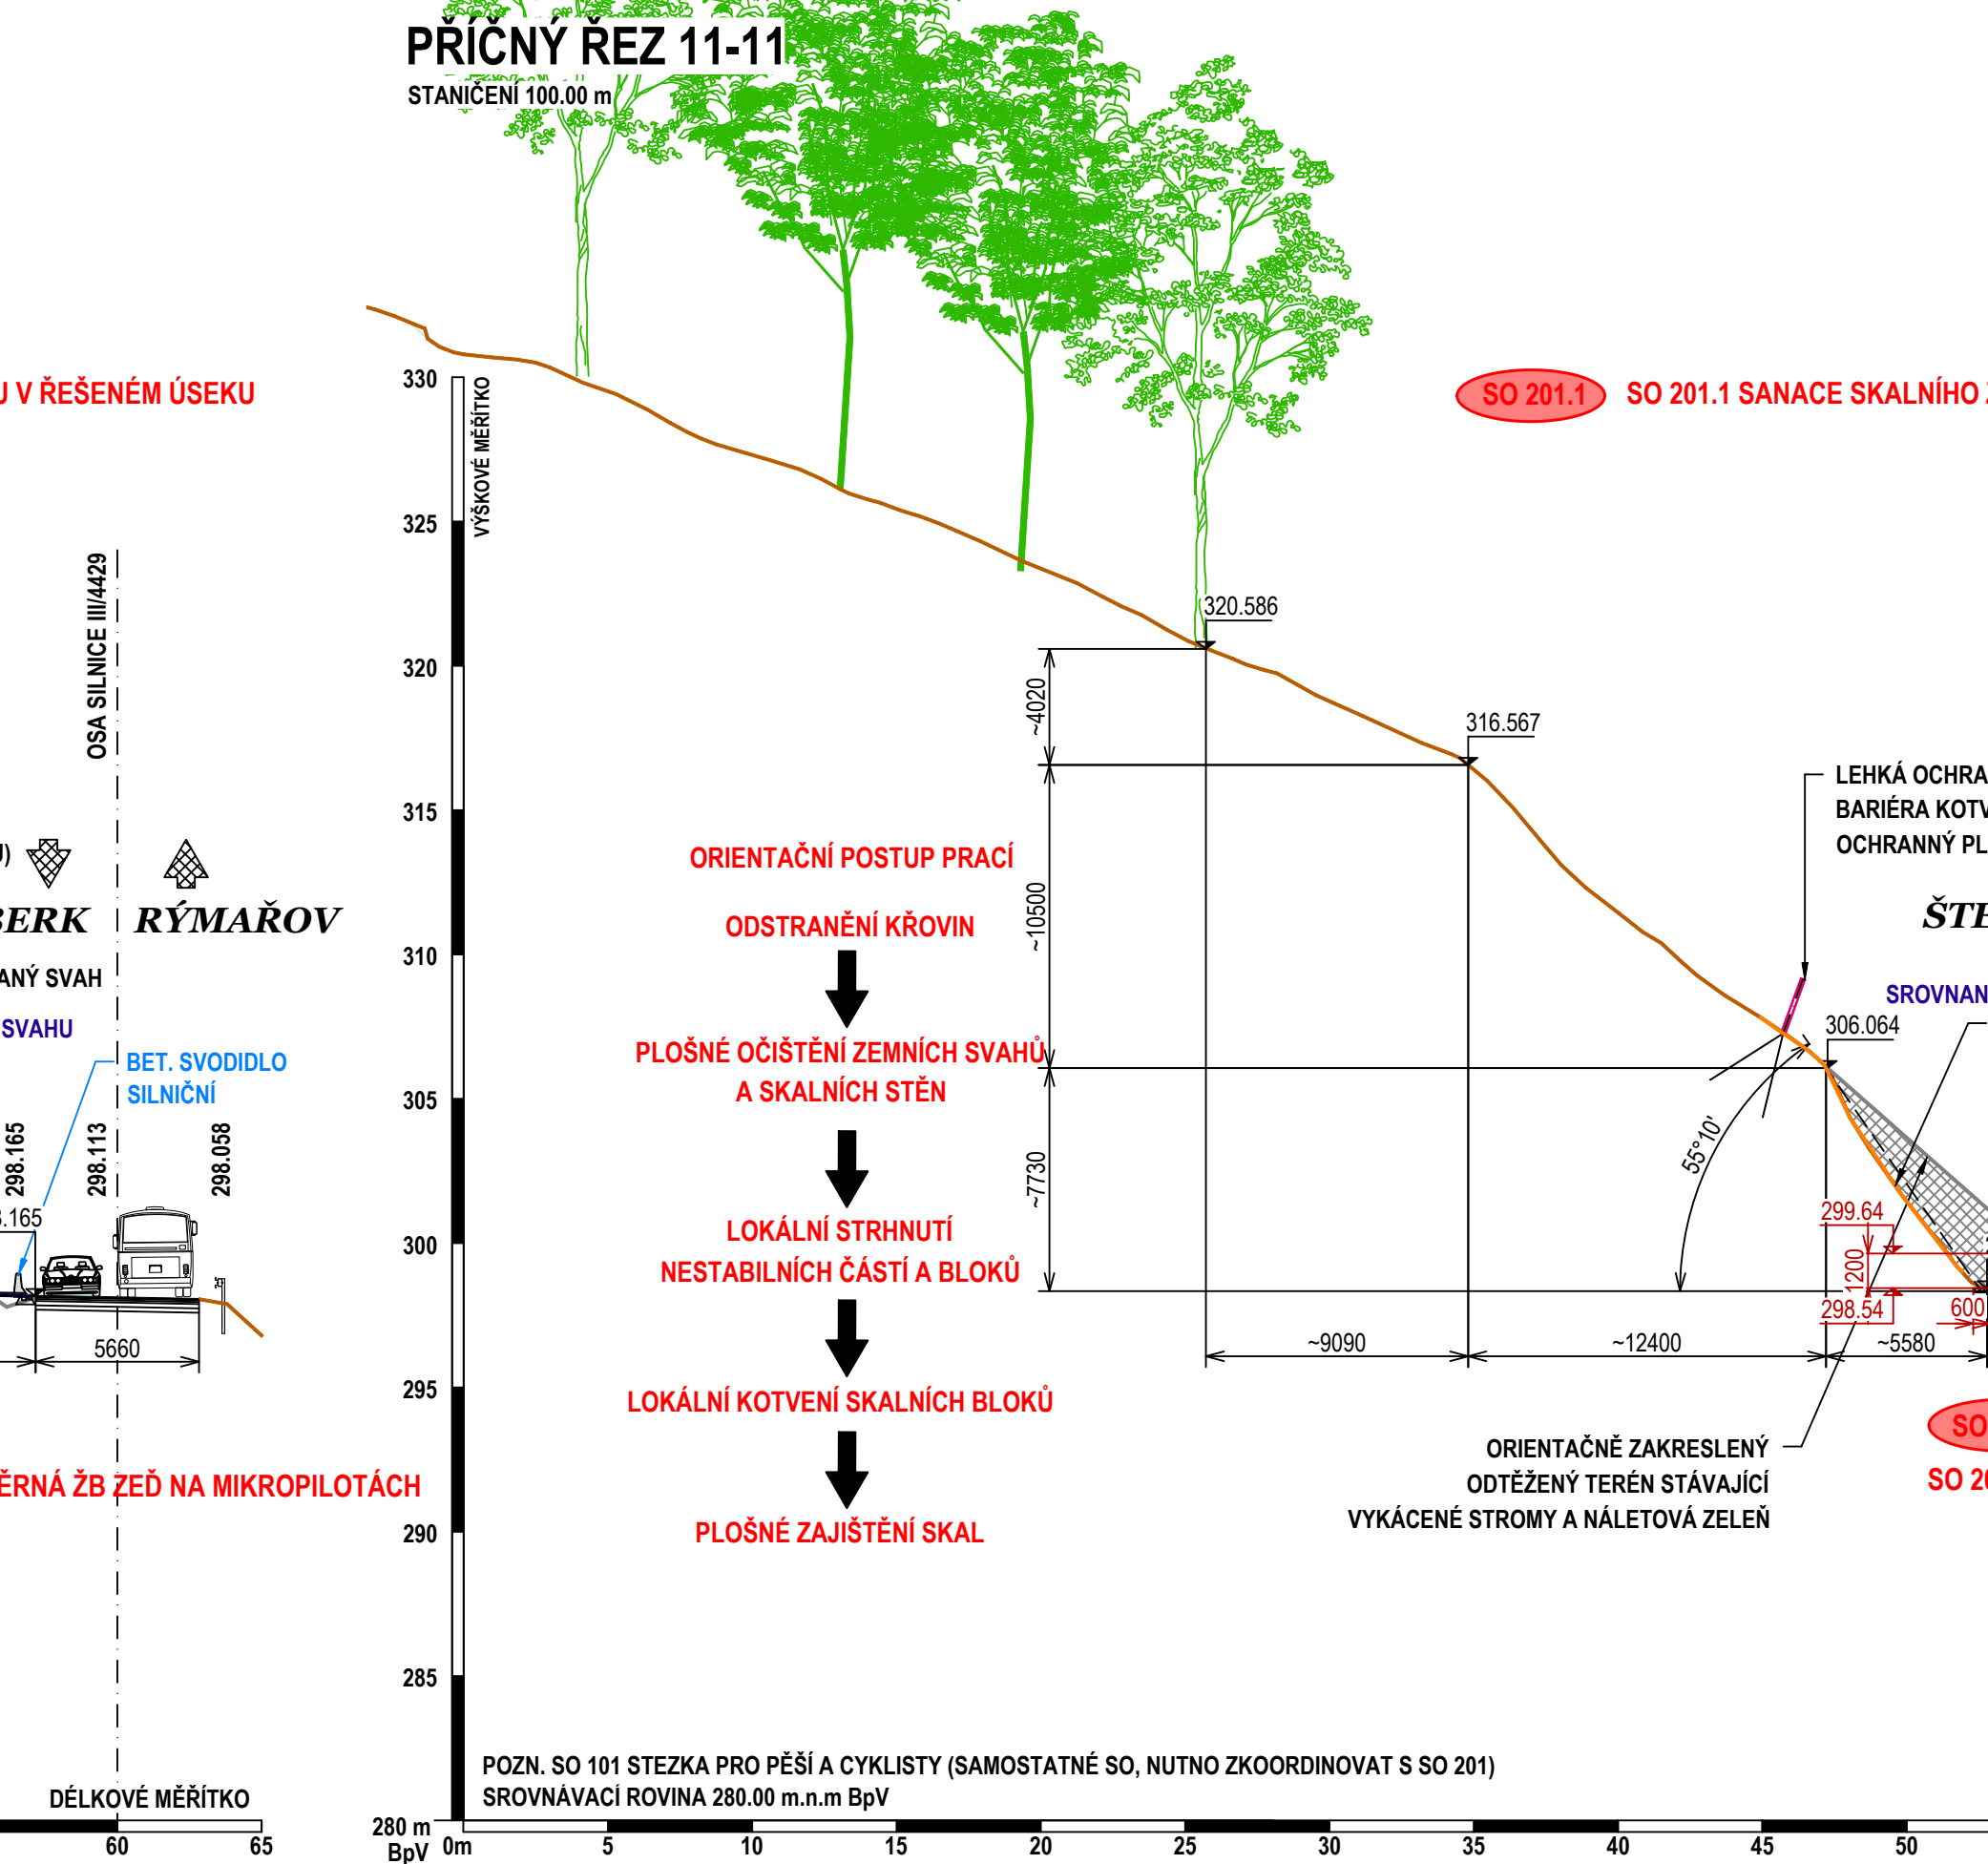 PŘÍČNÝ ŘEZ 11-11
STANIČENÍ 100.00 m
U V ŘEŠENÉM ÚSEKU
SO 201.1
SO 201.1 SANACE SKALNÍHO
330
325
320
315
310
305
300
295
290
285
280 m
BpV
VÝŠKOVÉ MĚŘÍTKO
OSA SILNICE III/4429
320.586
316.567
306.064
~4020
~10500
~7730
LEHKÁ OCHRA
BARIÉRA KOTV
OCHRANNÝ PL
ŠTE
SROVNAN
55°10'
299.64
1200
298.54
600
~9090
~12400
~5580
ORIENTAČNÍ POSTUP PRACÍ
ODSTRANĚNÍ KŘOVIN
PLOŠNÉ OČIŠTĚNÍ ZEMNÍCH SVAHŮ
A SKALNÍCH STĚN
LOKÁLNÍ STRHNUTÍ
NESTABILNÍCH ČÁSTÍ A BLOKŮ
LOKÁLNÍ KOTVENÍ SKALNÍCH BLOKŮ
PLOŠNÉ ZAJIŠTĚNÍ SKAL
ORIENTAČNĚ ZAKRESLENÝ
ODTĚŽENÝ TERÉN STÁVAJÍCÍ
VYKÁCENÉ STROMY A NÁLETOVÁ ZELEŇ
SO
SO 20
BERK
RÝMAŘOV
ANÝ SVAH
SVAHU
BET. SVODIDLO
SILNIČNÍ
298.165
298.113
298.058
.165
5660
ĚRNÁ ŽB ZEĎ NA MIKROPILOTÁCH
POZN. SO 101 STEZKA PRO PĚŠÍ A CYKLISTY (SAMOSTATNÉ SO, NUTNO ZKOORDINOVAT S SO 201)
SROVNÁVACÍ ROVINA 280.00 m.n.m BpV
DÉLKOVÉ MĚŘÍTKO
60 65
0m 5 10 15 20 25 30 35 40 45 50